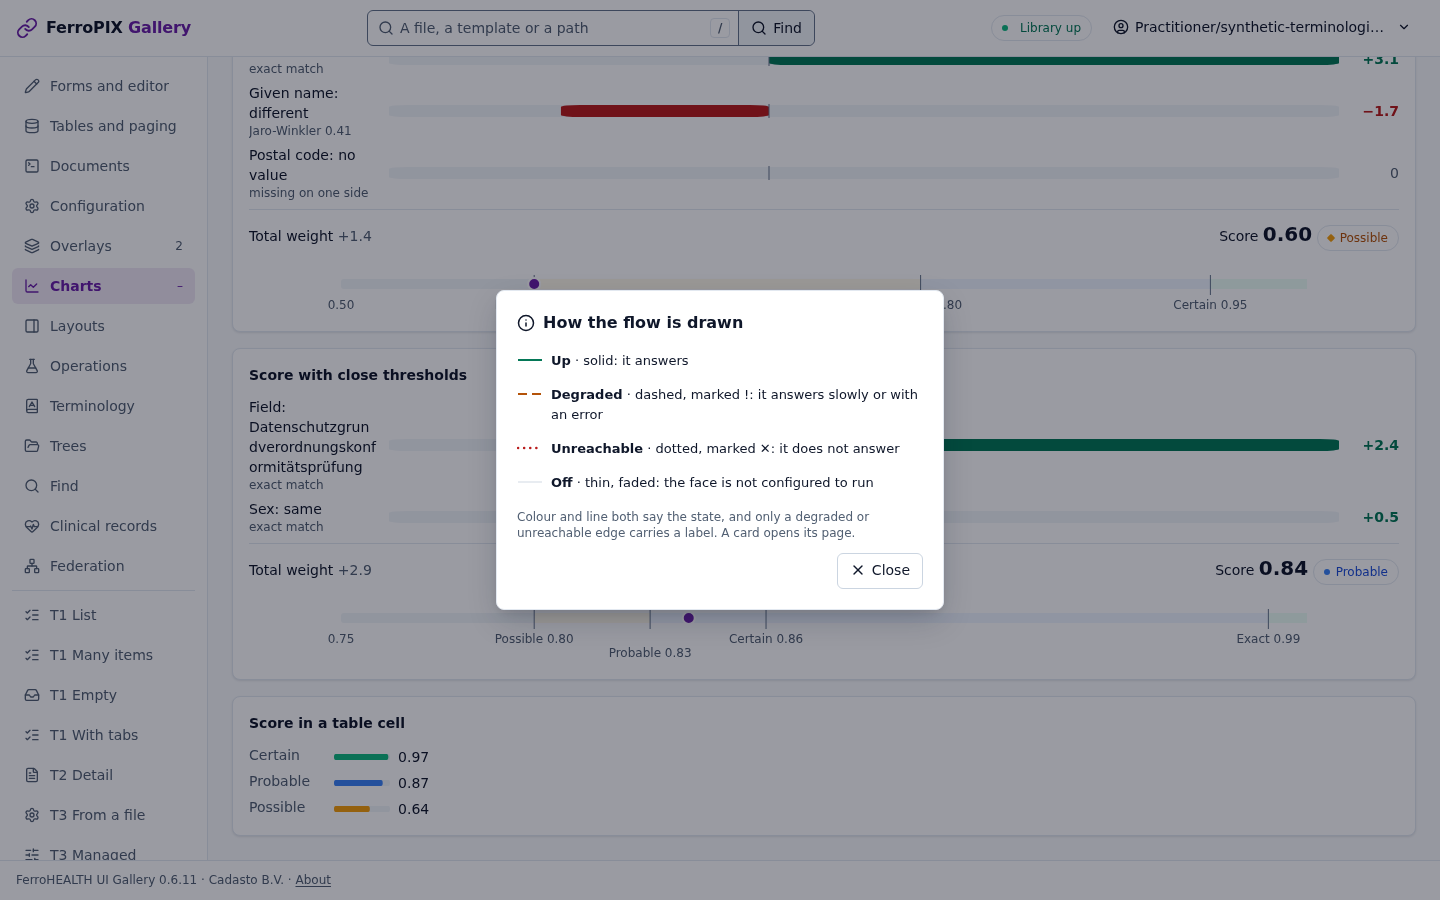 FerroPIX Gallery
A file, a template or a path
/
Find
Library up
Practitioner/synthetic-terminologi…
Forms and editor
Tables and paging
Documents
Configuration
Overlays 2
Charts –
Layouts
Operations
Terminology
Trees
Find
Clinical records
Federation
T1 List
T1 Many items
T1 Empty
T1 With tabs
T2 Detail
T3 From a file
T3 Managed
exact match
+3.1
Given name:
different
Jaro-Winkler 0.41
−1.7
Postal code: no
value
missing on one side
0
Total weight +1.4
Score 0.60 Possible
0.50
.80
Certain 0.95
Score with close thresholds
Field:
Datenschutzgrun
dverordnungskonf
ormitätsprüfung
exact match
+2.4
Sex: same
exact match
+0.5
Total weight +2.9
Score 0.84 Probable
0.75
Possible 0.80
Probable 0.83
Certain 0.86
Exact 0.99
Score in a table cell
Certain 0.97
Probable 0.87
Possible 0.64
How the flow is drawn
Up · solid: it answers
Degraded · dashed, marked !: it answers slowly or with
an error
Unreachable · dotted, marked ✕: it does not answer
Off · thin, faded: the face is not configured to run
Colour and line both say the state, and only a degraded or
unreachable edge carries a label. A card opens its page.
Close
FerroHEALTH UI Gallery 0.6.11 · Cadasto B.V. · About